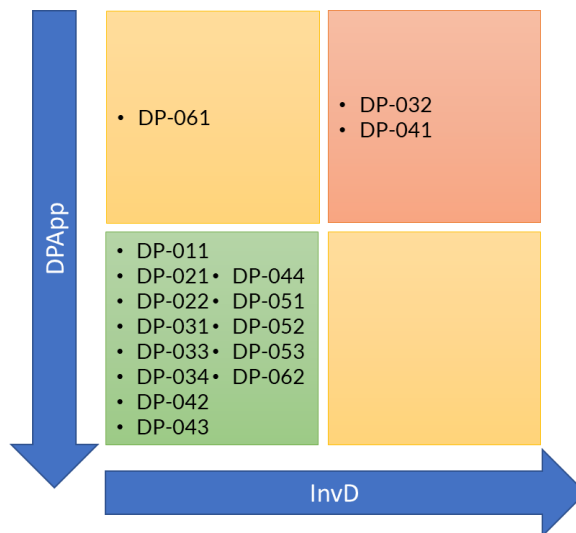 DPApp
• DP-061
• DP-032
• DP-041
• DP-011
• DP-021
• DP-022
• DP-031
• DP-033
• DP-034
• DP-042
• DP-043
• DP-044
• DP-051
• DP-052
• DP-053
• DP-062
InvD